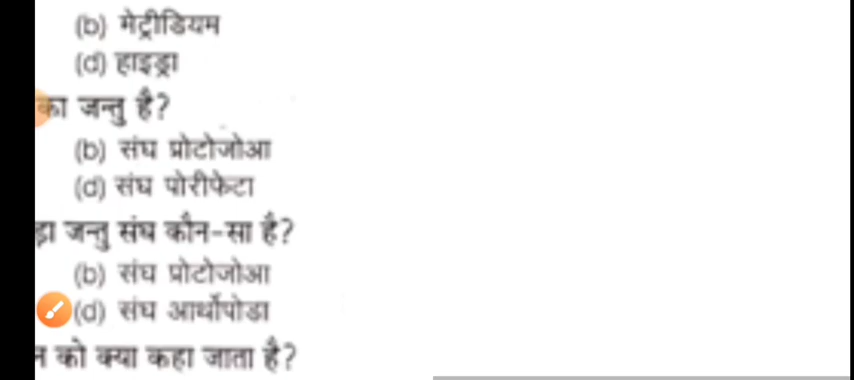 (b) मेट्रीडियम
(d) हाइड्रा
का जन्तु है?
(b) संघ प्रोटोजोआ
(d) संघ पोरीफेटा
ड़ा जन्तु संघ कौन-सा है?
(b) संघ प्रोटोजोआ
(d) संघ आर्थोपोडा
न को क्या कहा जाता है?